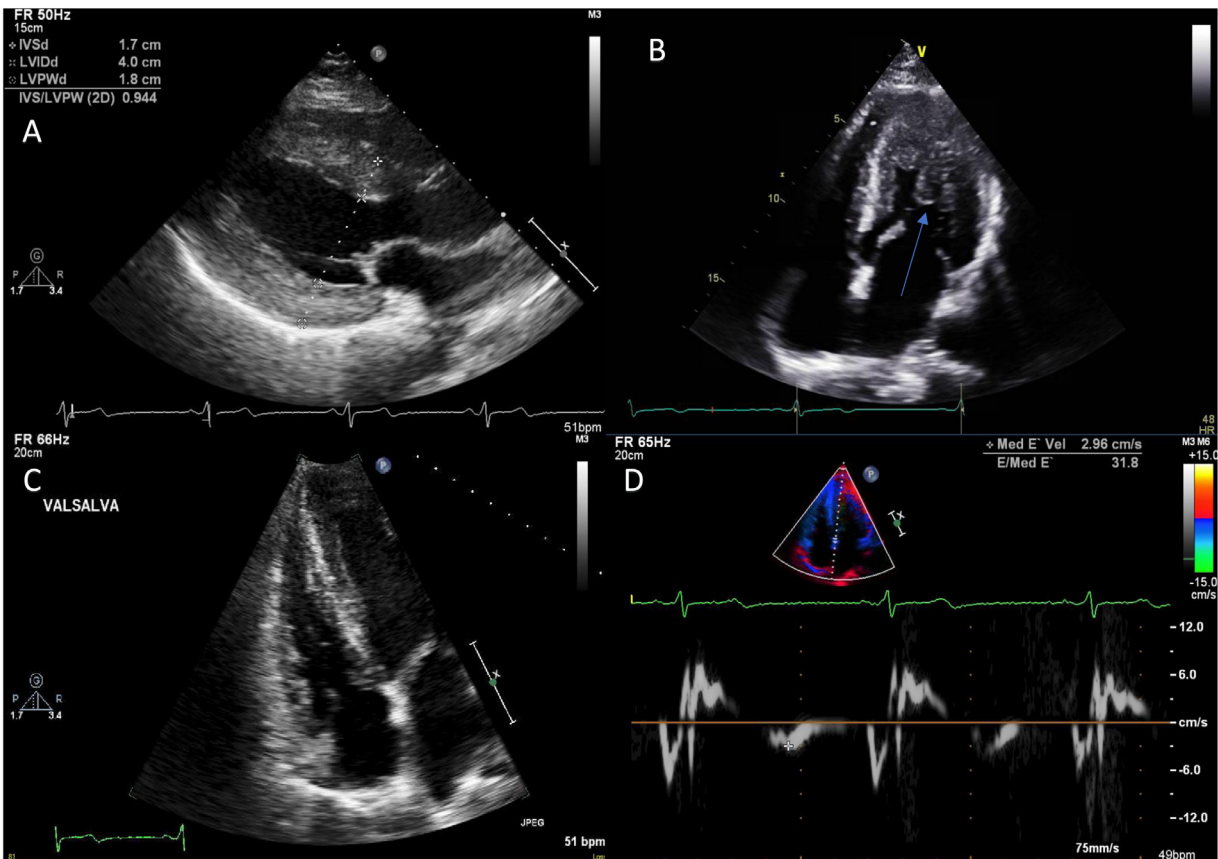 FR 50Hz
15cm
M3
IVSd 1.7 cm
LVIDd 4.0 cm
LVPWd 1.8 cm
IVS/LVPW (2D) 0.944
P
A
G
P R
1.7 3.4
X
51bpm
B
V
5
10
15
48
HR
FR 66Hz
20cm
M3
P
C
VALSALVA
G
P R
1.7 3.4
X
JPEG
51 bpm
81
Low
FR 65Hz
20cm
Med E` Vel 2.96 cm/s
E/Med E` 31.8
M3 M6
+15.0
D
P
X
-15.0
cm/s
12.0
6.0
cm/s
-6.0
-12.0
75mm/s
49bpm